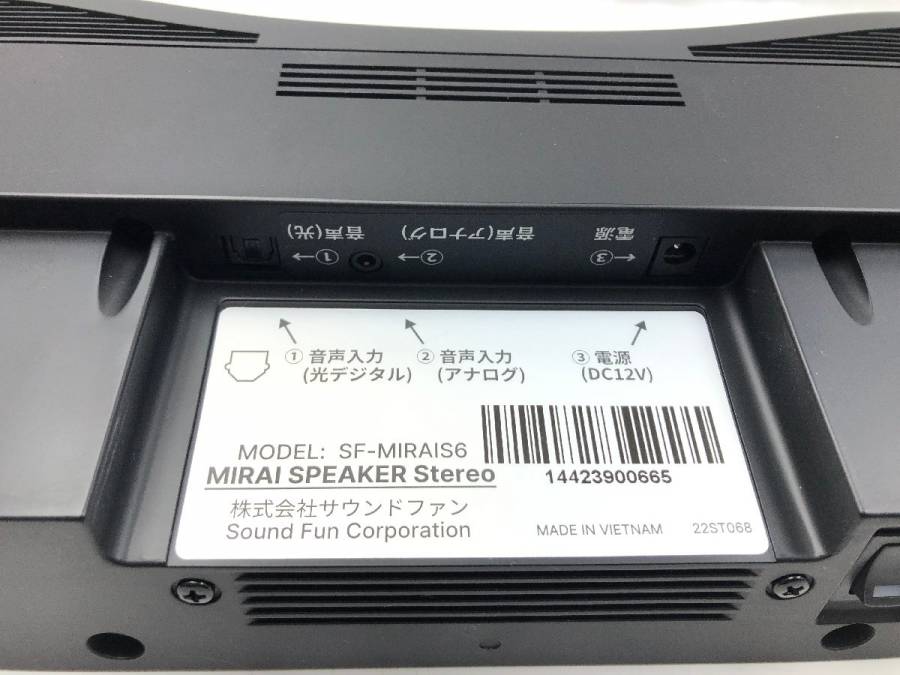 音声(光)
音声(アナログ)
電源
←①
←②
③→
① 音声入力
(光デジタル)
② 音声入力
(アナログ)
③ 電源
(DC12V)
MODEL: SF-MIRAIS6
MIRAI SPEAKER Stereo
14423900665
株式会社サウンドファン
Sound Fun Corporation
MADE IN VIETNAM
22ST068